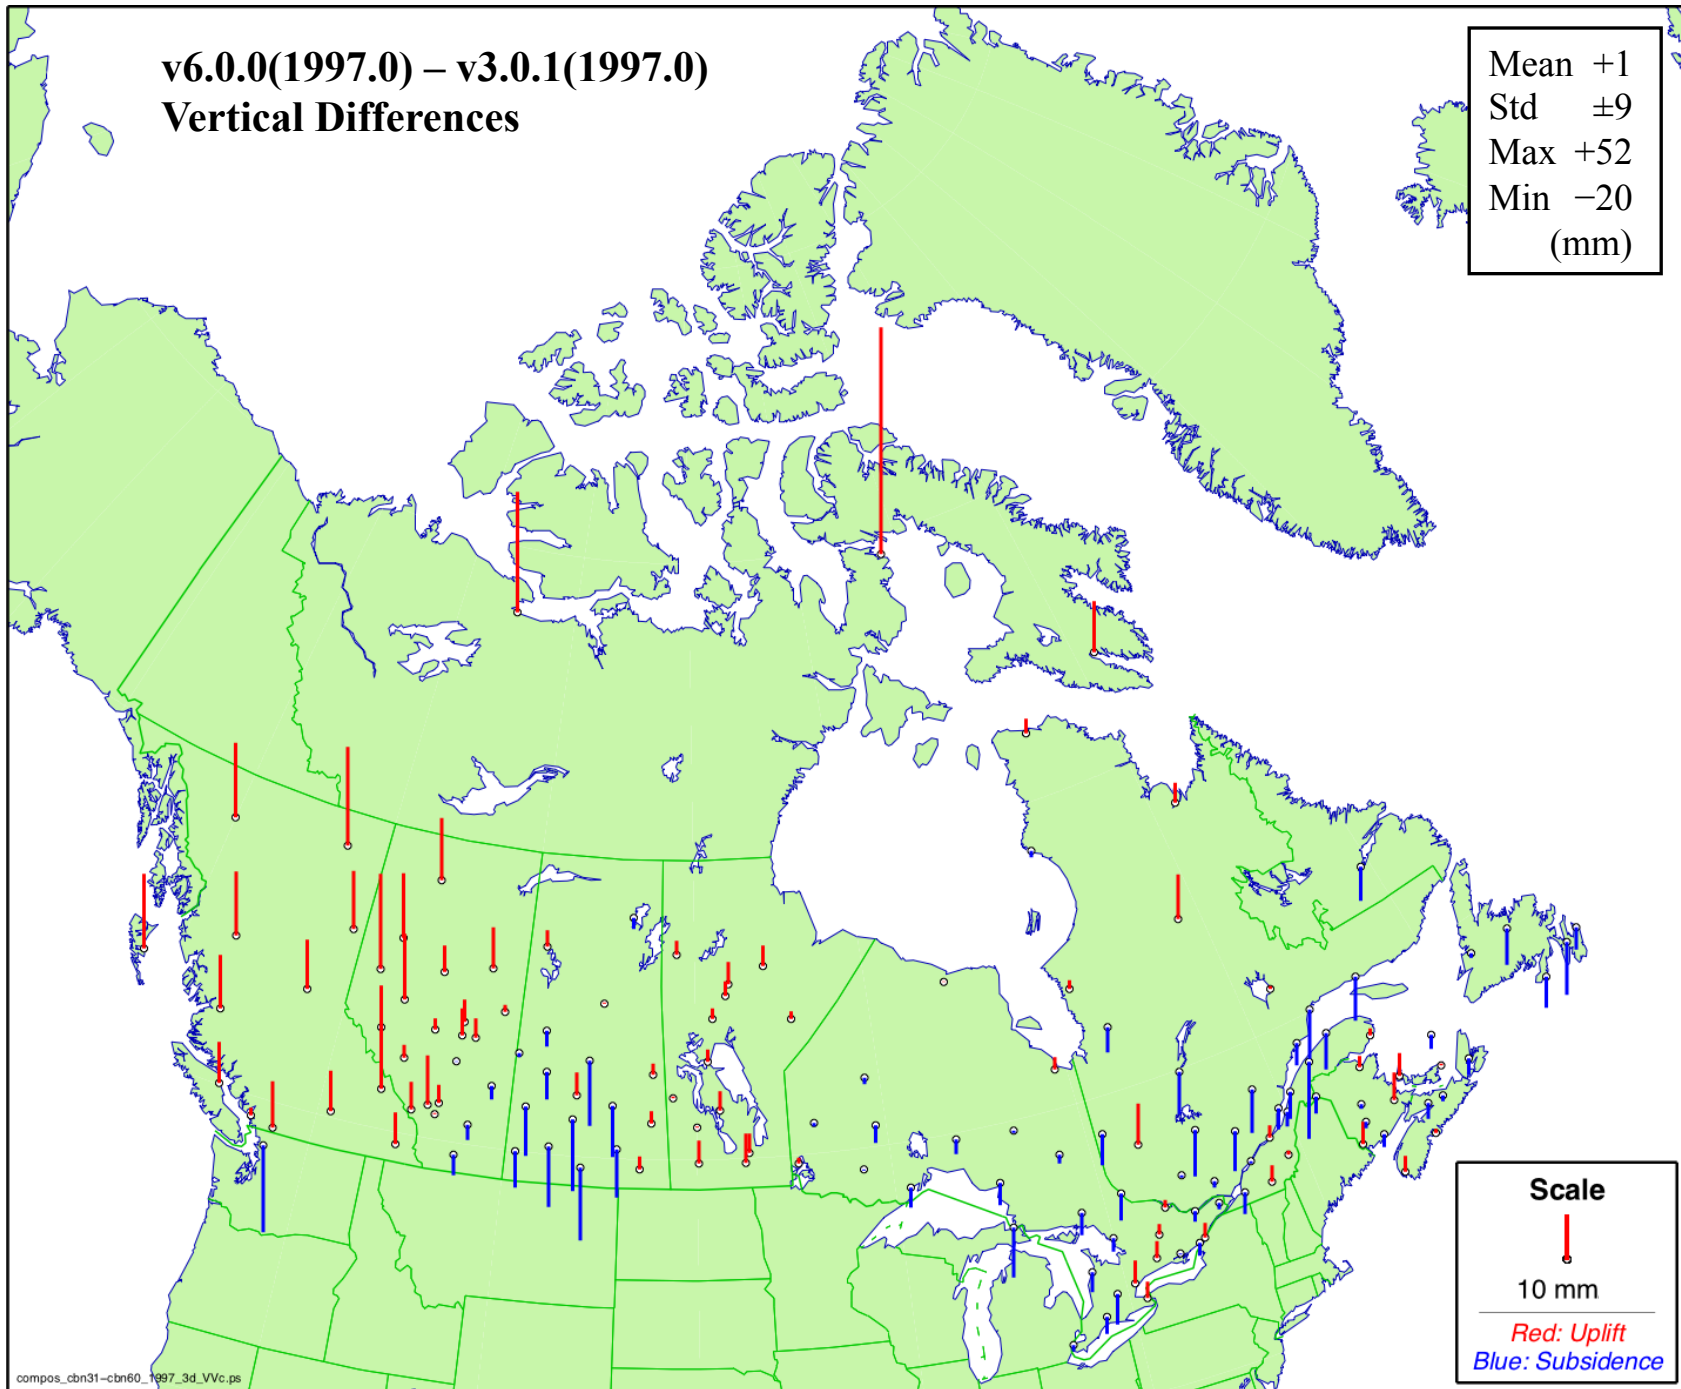 v6.0.0(1997.0) – v3.0.1(1997.0)
Vertical Differences
Mean +1
Std ±9
Max +52
Min −20
(mm)
Scale
10 mm
Red: Uplift
Blue: Subsidence
compos_cbn31–cbn60_1997_3d_VVc.ps